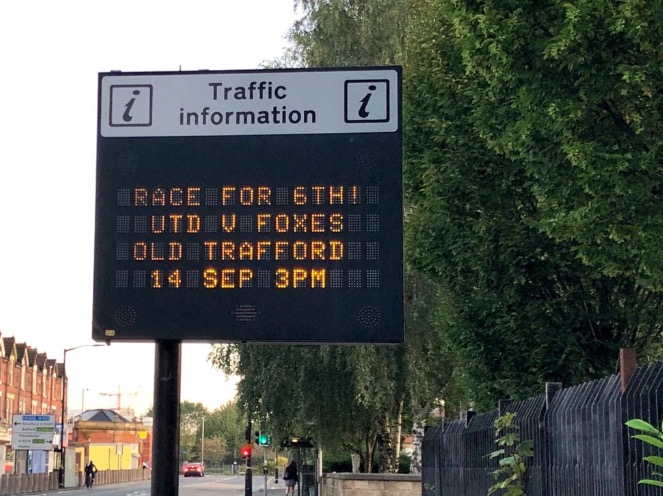 i Traffic information i
RACE FOR 6TH!
UTD V FOXES
OLD TRAFFORD
14 SEP 3PM